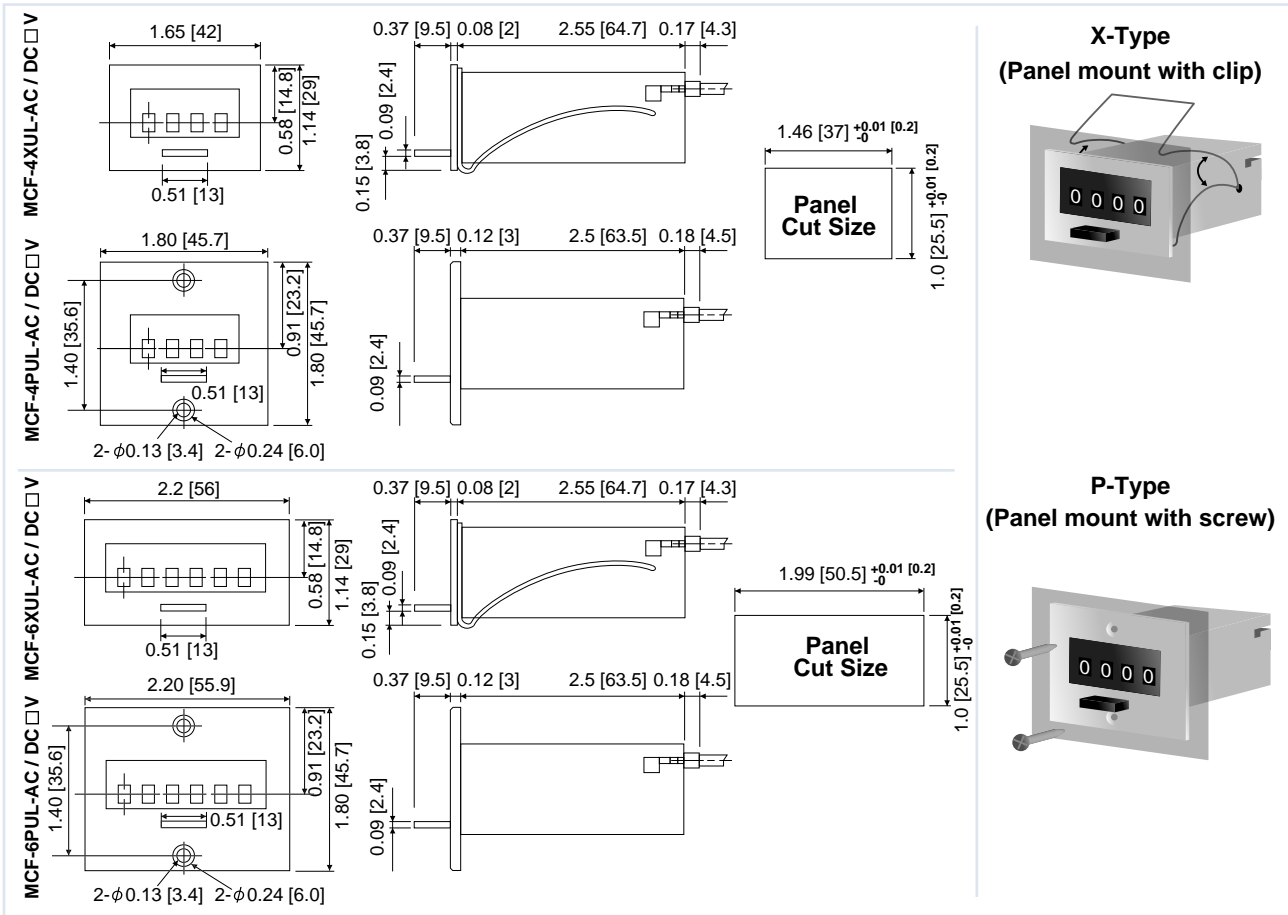 MCF-4XUL-AC / DC □ V
1.65 [42]
0.58 [14.8]
1.14 [29]
0.51 [13]
0.37 [9.5] 0.08 [2] 2.55 [64.7] 0.17 [4.3]
0.09 [2.4]
0.15 [3.8]
MCF-4PUL-AC / DC □ V
1.80 [45.7]
1.40 [35.6]
0.91 [23.2]
1.80 [45.7]
0.51 [13]
2-ϕ0.13 [3.4] 2-ϕ0.24 [6.0]
0.37 [9.5] 0.12 [3] 2.5 [63.5] 0.18 [4.5]
0.09 [2.4]
1.46 [37] +0.01 [0.2] -0
Panel
Cut Size
1.0 [25.5] +0.01 [0.2] -0
X-Type
(Panel mount with clip)
0 0 0 0
MCF-6XUL-AC / DC □ V
2.2 [56]
0.58 [14.8]
1.14 [29]
0.51 [13]
0.37 [9.5] 0.08 [2] 2.55 [64.7] 0.17 [4.3]
0.09 [2.4]
0.15 [3.8]
MCF-6PUL-AC / DC □ V
2.20 [55.9]
1.40 [35.6]
0.91 [23.2]
1.80 [45.7]
0.51 [13]
2-ϕ0.13 [3.4] 2-ϕ0.24 [6.0]
0.37 [9.5] 0.12 [3] 2.5 [63.5] 0.18 [4.5]
0.09 [2.4]
1.99 [50.5] +0.01 [0.2] -0
Panel
Cut Size
1.0 [25.5] +0.01 [0.2] -0
P-Type
(Panel mount with screw)
0 0 0 0